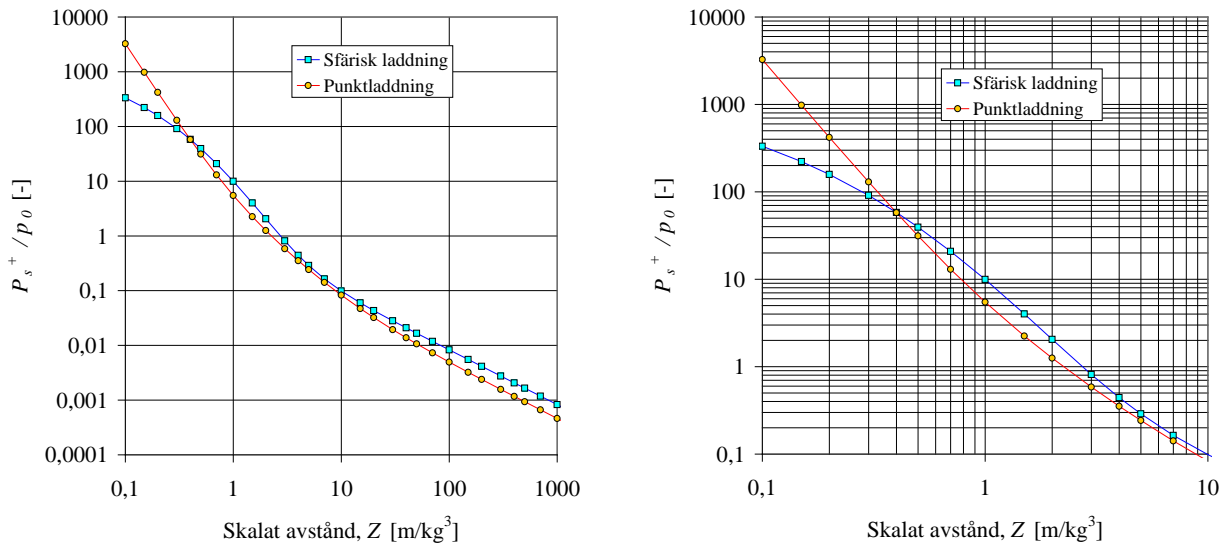 10000
1000
100
10
1
0,1
0,01
0,001
0,0001
P s + / p 0 [-]
Sfärisk laddning
Punktladdning
0,1 1 10 100 1000
Skalat avstånd, Z [m/kg³]
10000
1000
100
10
1
0,1
P s + / p 0 [-]
Sfärisk laddning
Punktladdning
0,1 1 10
Skalat avstånd, Z [m/kg³]